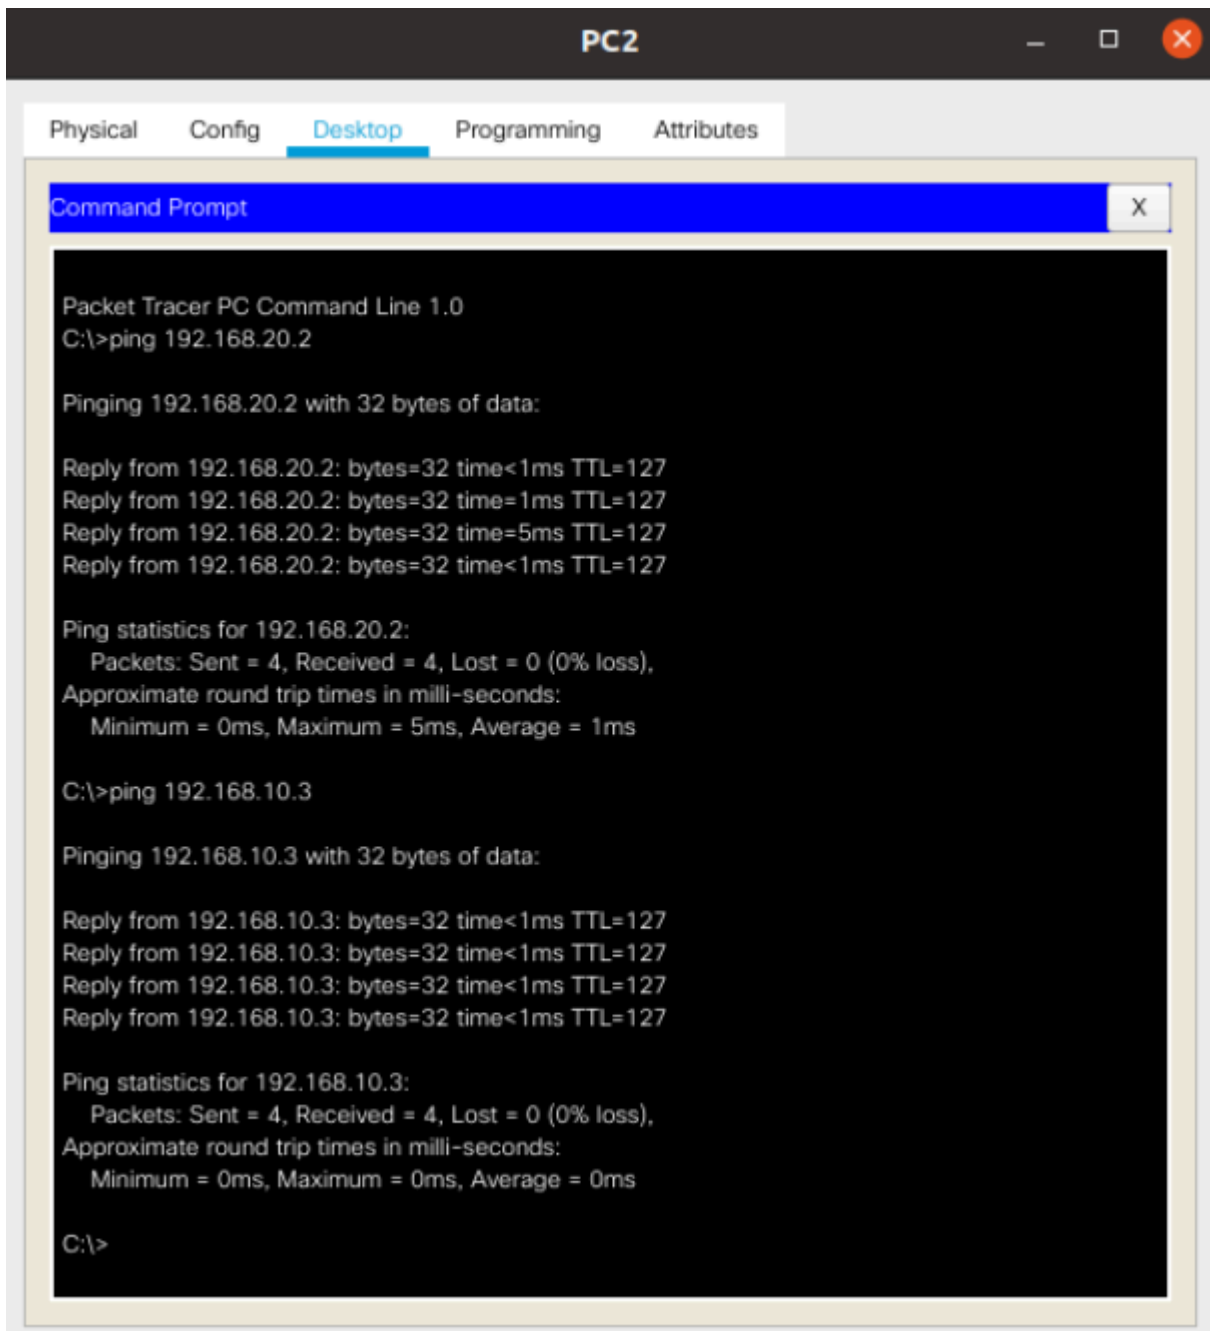 PC2
Physical Config Desktop Programming Attributes
Command Prompt X
Packet Tracer PC Command Line 1.0
C:\>ping 192.168.20.2
Pinging 192.168.20.2 with 32 bytes of data:
Reply from 192.168.20.2: bytes=32 time<1ms TTL=127
Reply from 192.168.20.2: bytes=32 time=1ms TTL=127
Reply from 192.168.20.2: bytes=32 time=5ms TTL=127
Reply from 192.168.20.2: bytes=32 time<1ms TTL=127
Ping statistics for 192.168.20.2:
Packets: Sent = 4, Received = 4, Lost = 0 (0% loss),
Approximate round trip times in milli-seconds:
Minimum = 0ms, Maximum = 5ms, Average = 1ms
C:\>ping 192.168.10.3
Pinging 192.168.10.3 with 32 bytes of data:
Reply from 192.168.10.3: bytes=32 time<1ms TTL=127
Reply from 192.168.10.3: bytes=32 time<1ms TTL=127
Reply from 192.168.10.3: bytes=32 time<1ms TTL=127
Reply from 192.168.10.3: bytes=32 time<1ms TTL=127
Ping statistics for 192.168.10.3:
Packets: Sent = 4, Received = 4, Lost = 0 (0% loss),
Approximate round trip times in milli-seconds:
Minimum = 0ms, Maximum = 0ms, Average = 0ms
C:\>